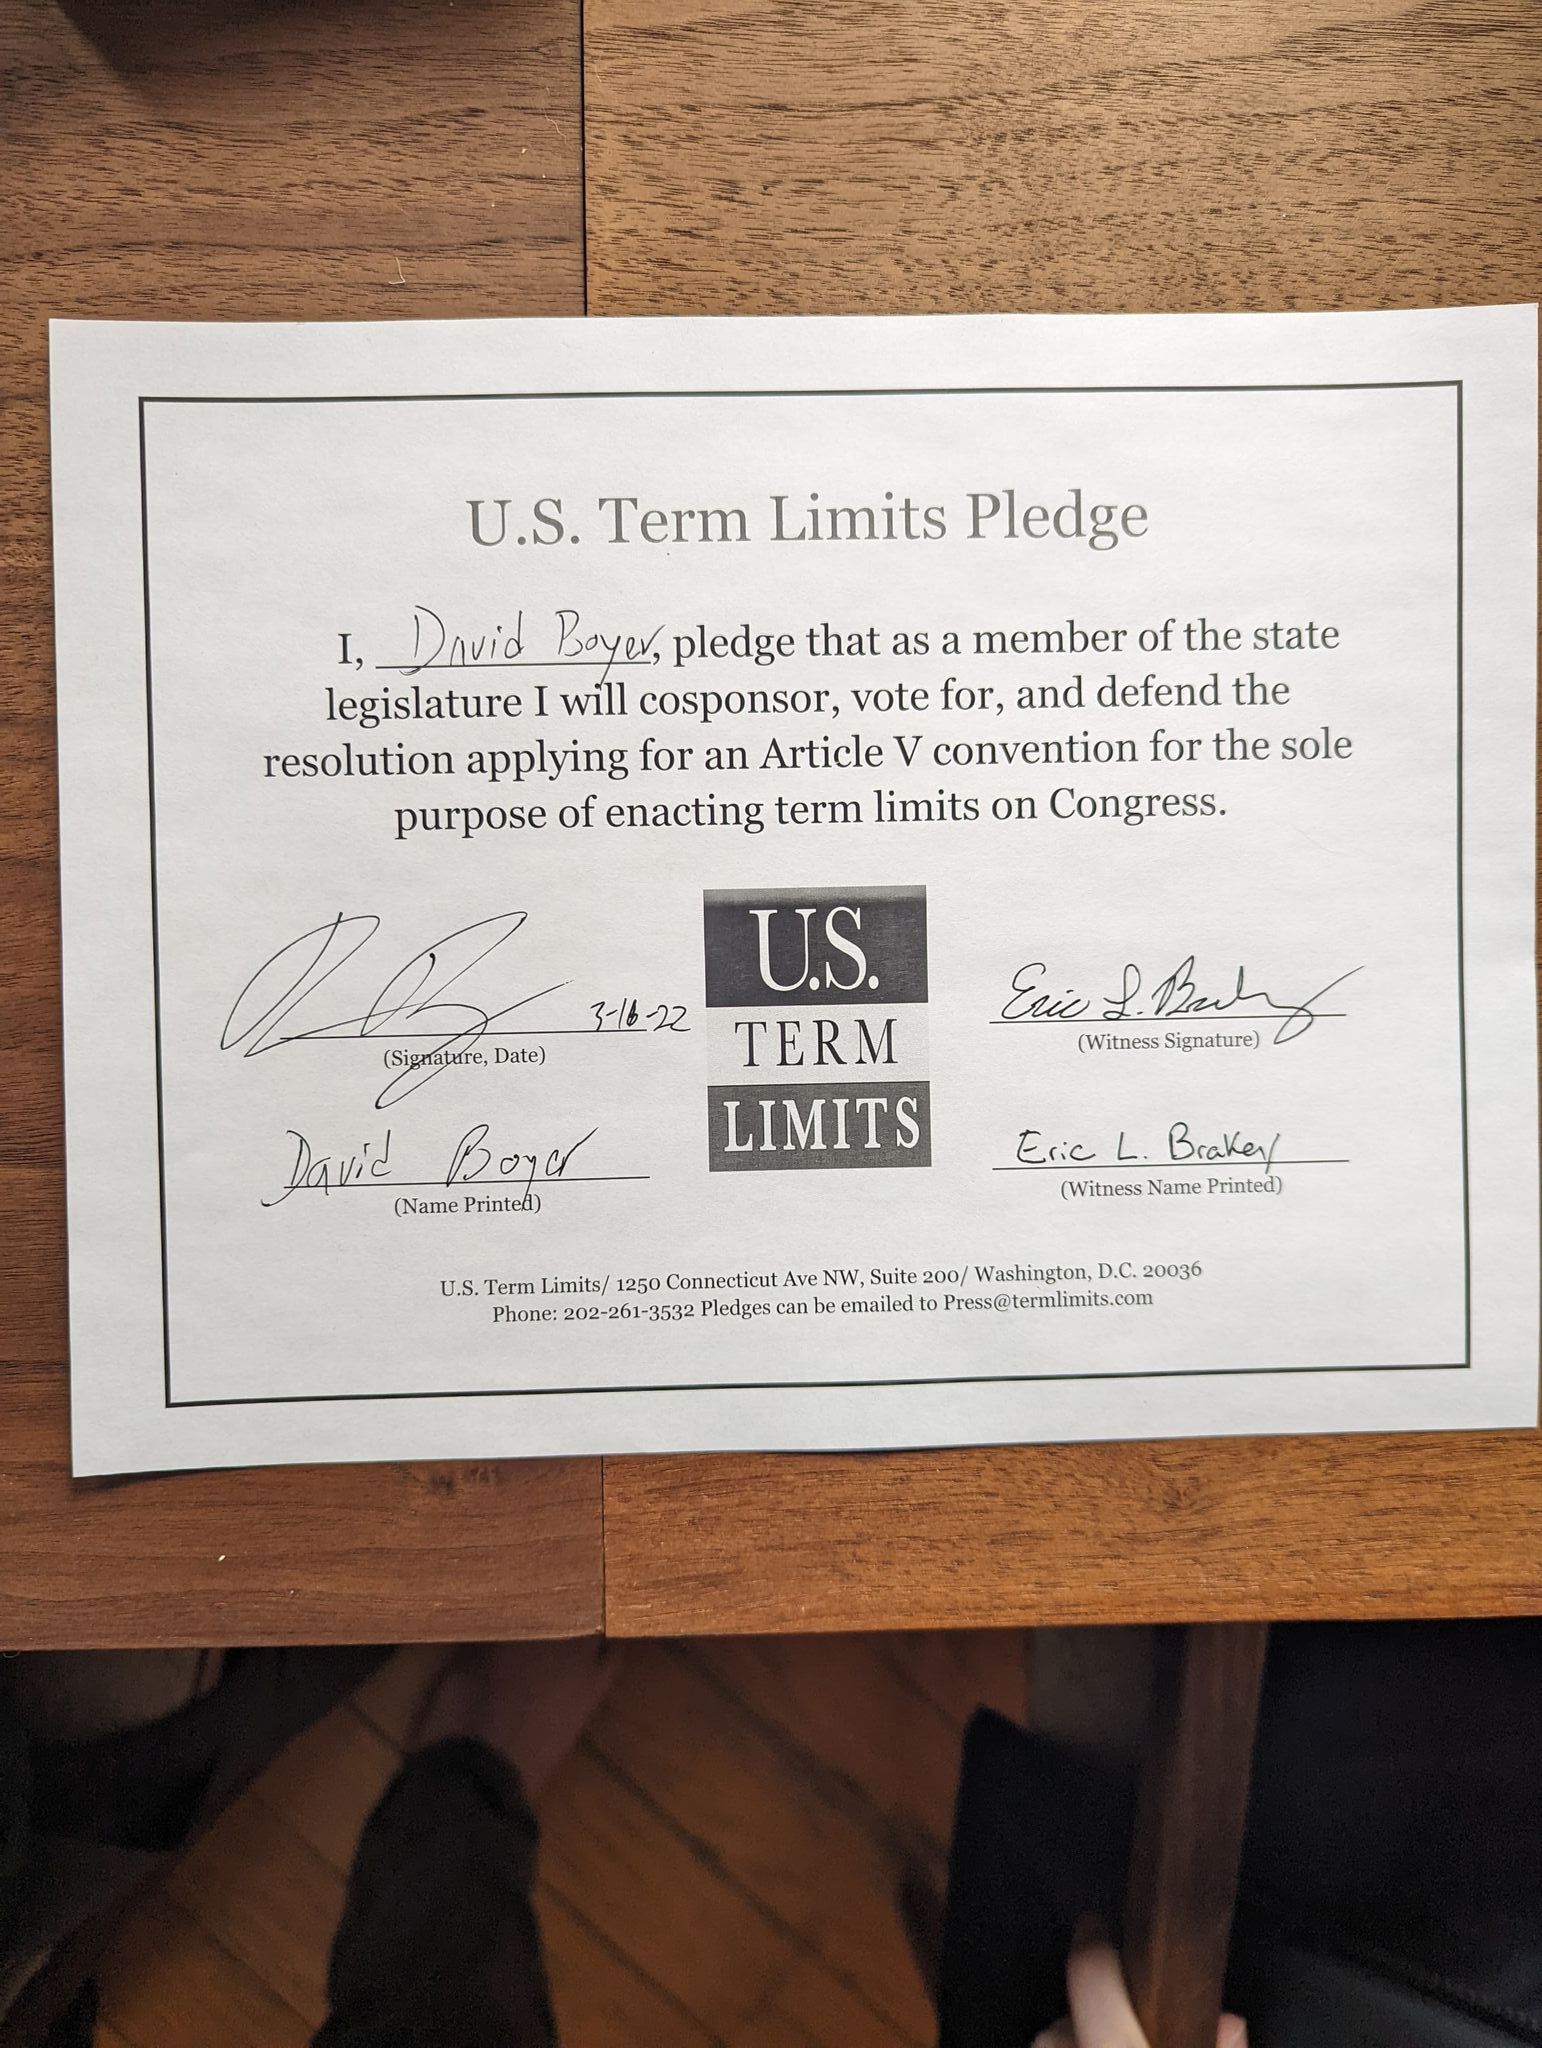 U.S. Term Limits Pledge
I, David Boyer, pledge that as a member of the state
legislature I will cosponsor, vote for, and defend the
resolution applying for an Article V convention for the sole
purpose of enacting term limits on Congress.
3-16-22
(Signature, Date)
David Boyer
(Name Printed)
U.S.
TERM
LIMITS
Eric L. Brakey
(Witness Signature)
Eric L. Brakey
(Witness Name Printed)
U.S. Term Limits/ 1250 Connecticut Ave NW, Suite 200/ Washington, D.C. 20036
Phone: 202-261-3532 Pledges can be emailed to Press@termlimits.com